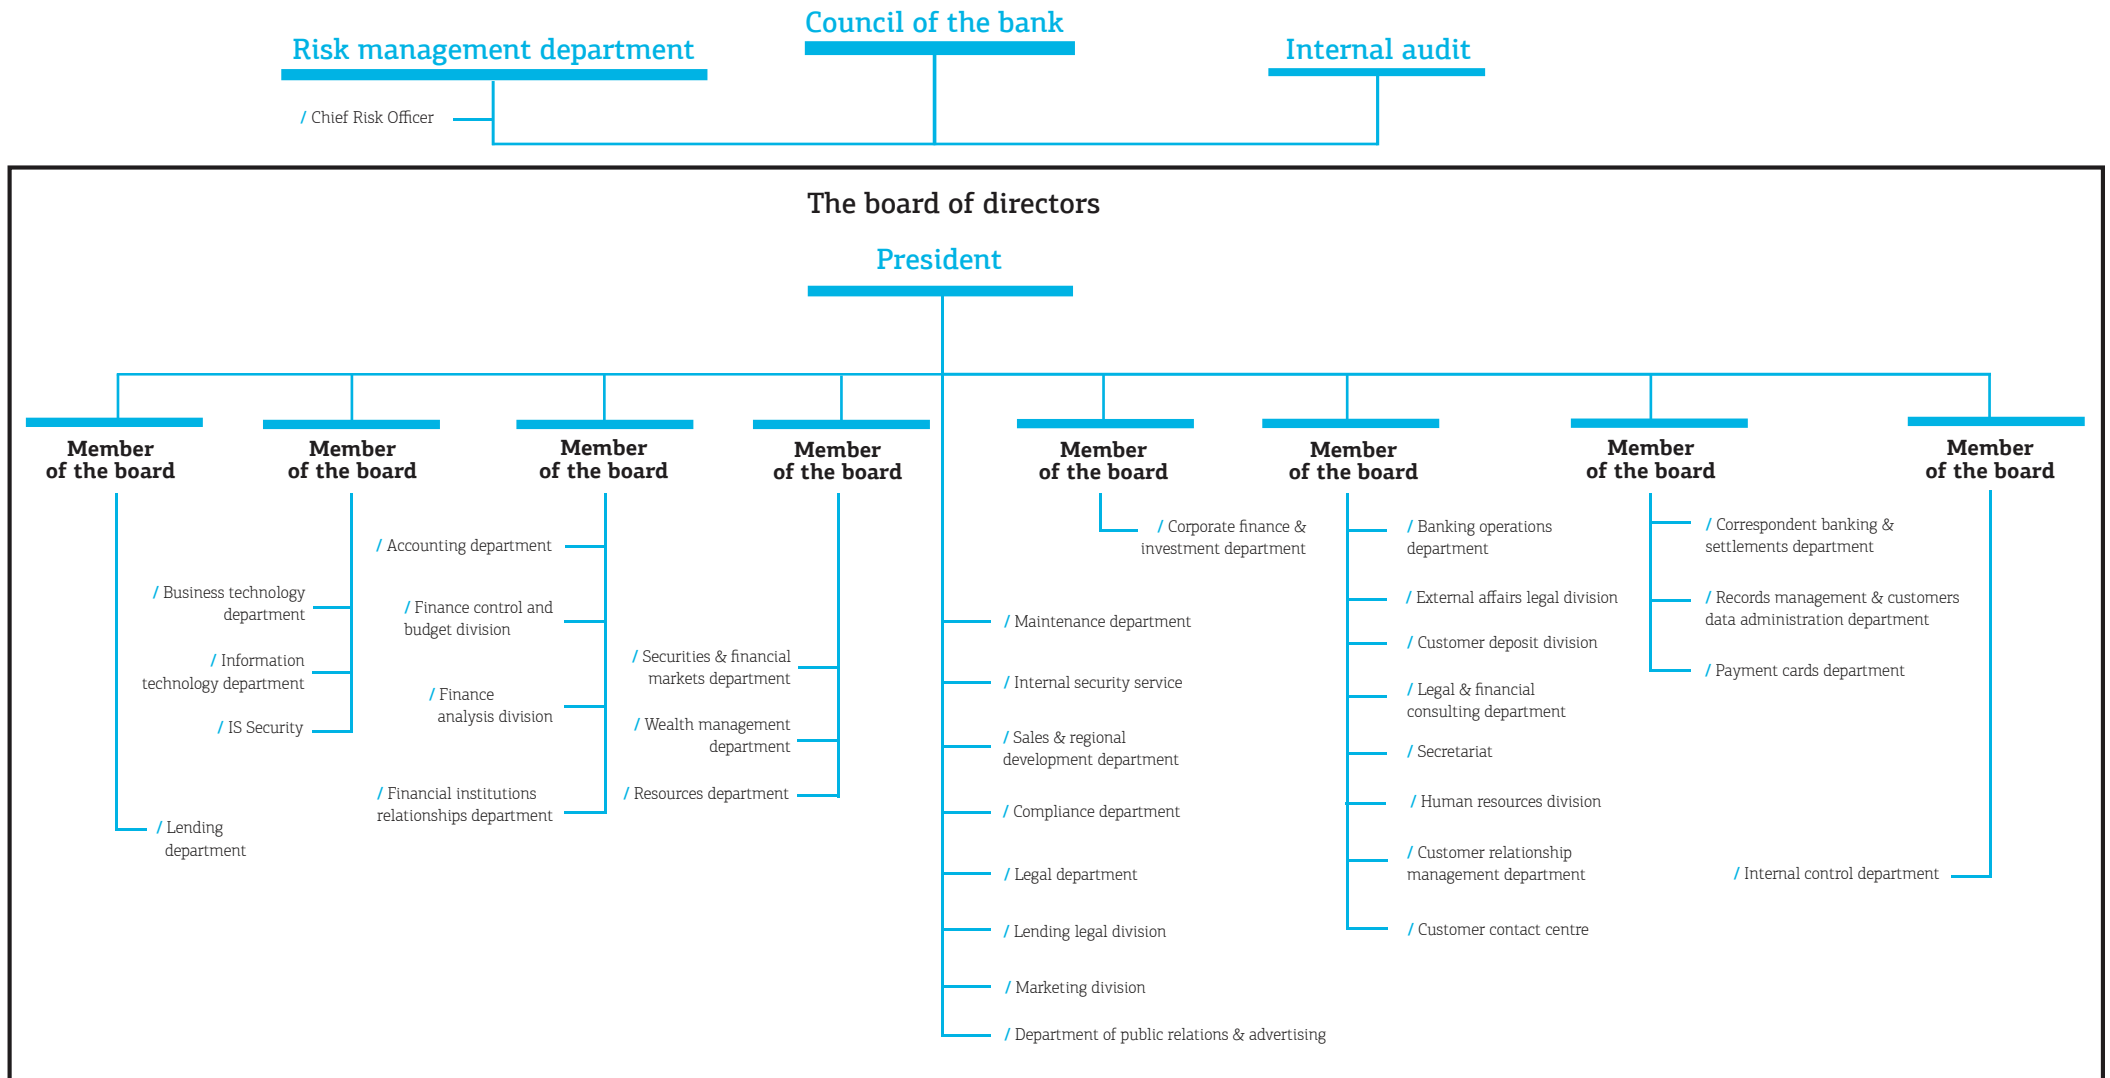 Council of the bank
Risk management department
Internal audit
/ Chief Risk Officer
The board of directors
President
Member
of the board
/ Lending
department
Member
of the board
/ Business technology
department
/ Information
technology department
/ IS Security
Member
of the board
/ Accounting department
/ Finance control and
budget division
/ Finance
analysis division
/ Financial institutions
relationships department
Member
of the board
/ Securities & financial
markets department
/ Wealth management
department
/ Resources department
/ Maintenance department
/ Internal security service
/ Sales & regional
development department
/ Compliance department
/ Legal department
/ Lending legal division
/ Marketing division
/ Department of public relations & advertising
Member
of the board
/ Corporate finance &
investment department
Member
of the board
/ Banking operations
department
/ External affairs legal division
/ Customer deposit division
/ Legal & financial
consulting department
/ Secretariat
/ Human resources division
/ Customer relationship
management department
/ Customer contact centre
Member
of the board
/ Correspondent banking &
settlements department
/ Records management & customers
data administration department
/ Payment cards department
Member
of the board
/ Internal control department